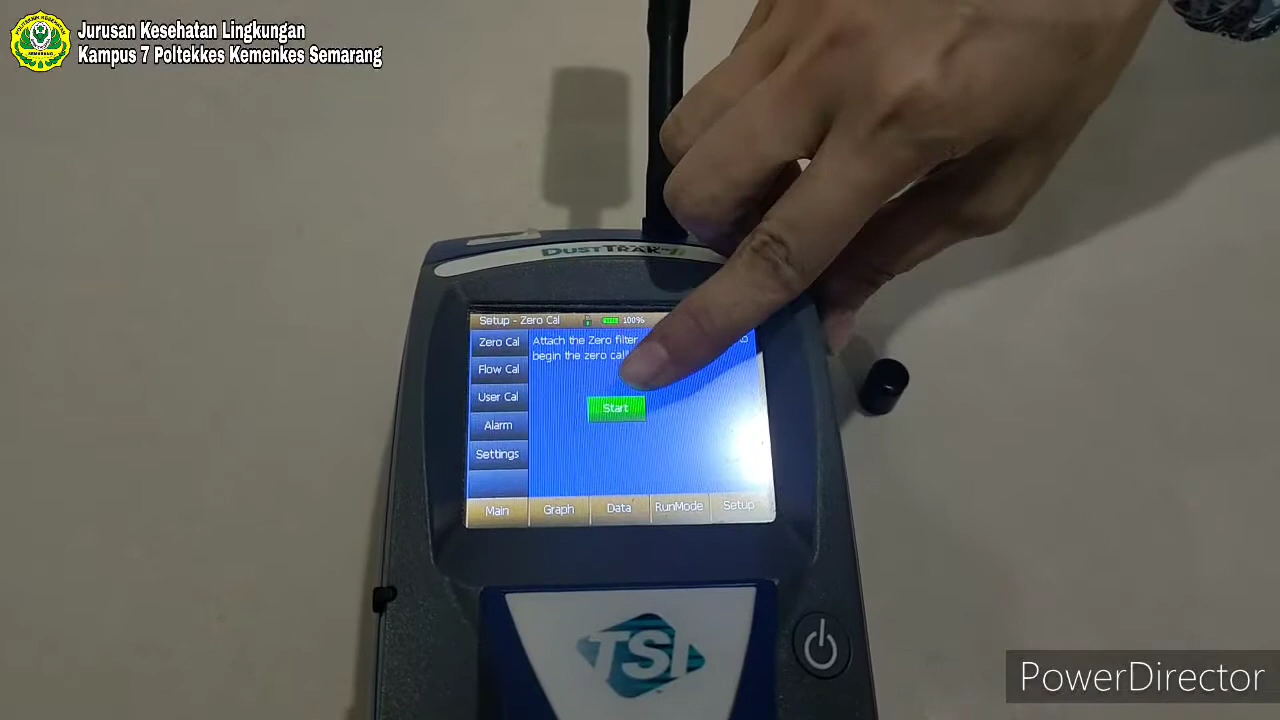 Jurusan Kesehatan Lingkungan
Kampus 7 Poltekkes Kemenkes Semarang
SEMARANG
DUSTTRAK
Setup - Zero Cal 100%
Zero Cal
Attach the Zero filter
begin the zero cal
Flow Cal
User Cal
Start
Alarm
Settings
Main Graph Data RunMode Setup
TSI
PowerDirector